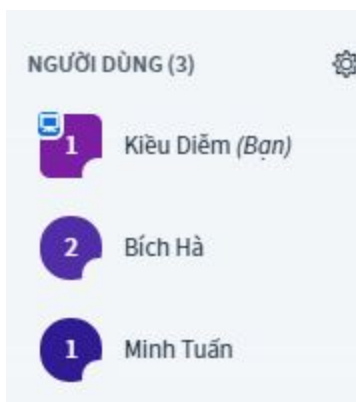 NGƯỜI DÙNG (3)
1 Kiều Diễm (Bạn)
2 Bích Hà
1 Minh Tuấn